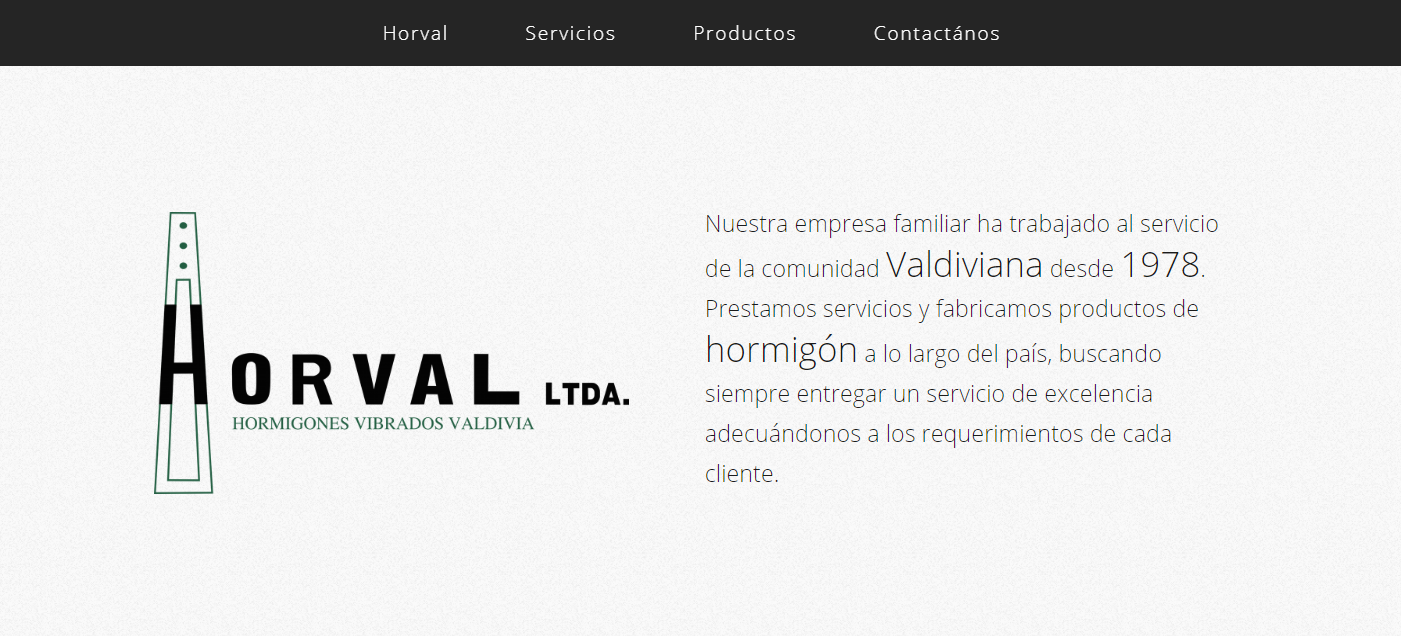 Horval Servicios Productos Contactános
HORVAL LTDA.
HORMIGONES VIBRADOS VALDIVIA
Nuestra empresa familiar ha trabajado al servicio
de la comunidad Valdiviana desde 1978.
Prestamos servicios y fabricamos productos de
hormigón a lo largo del país, buscando
siempre entregar un servicio de excelencia
adecuándonos a los requerimientos de cada
cliente.